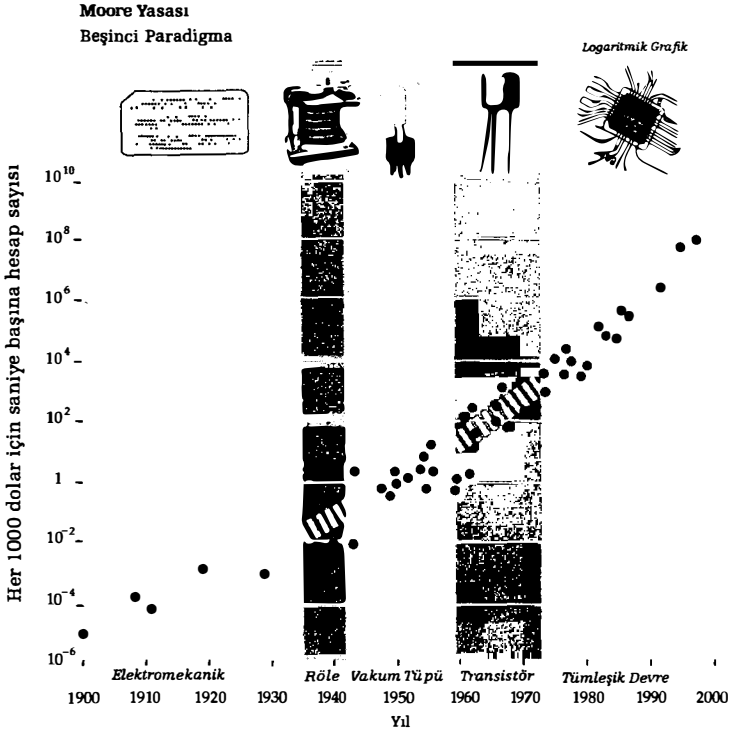 Moore Yasası
Beşinci Paradigma
Logaritmik Grafik
Her 1000 dolar için saniye başına hesap sayısı
10¹⁰
10⁸
10⁶
10⁴
10²
1
10⁻²
10⁻⁴
10⁻⁶
Elektromekanik Röle Vakum Tüpü Transistör Tümleşik Devre
1900 1910 1920 1930 1940 1950 1960 1970 1980 1990 2000
Yıl